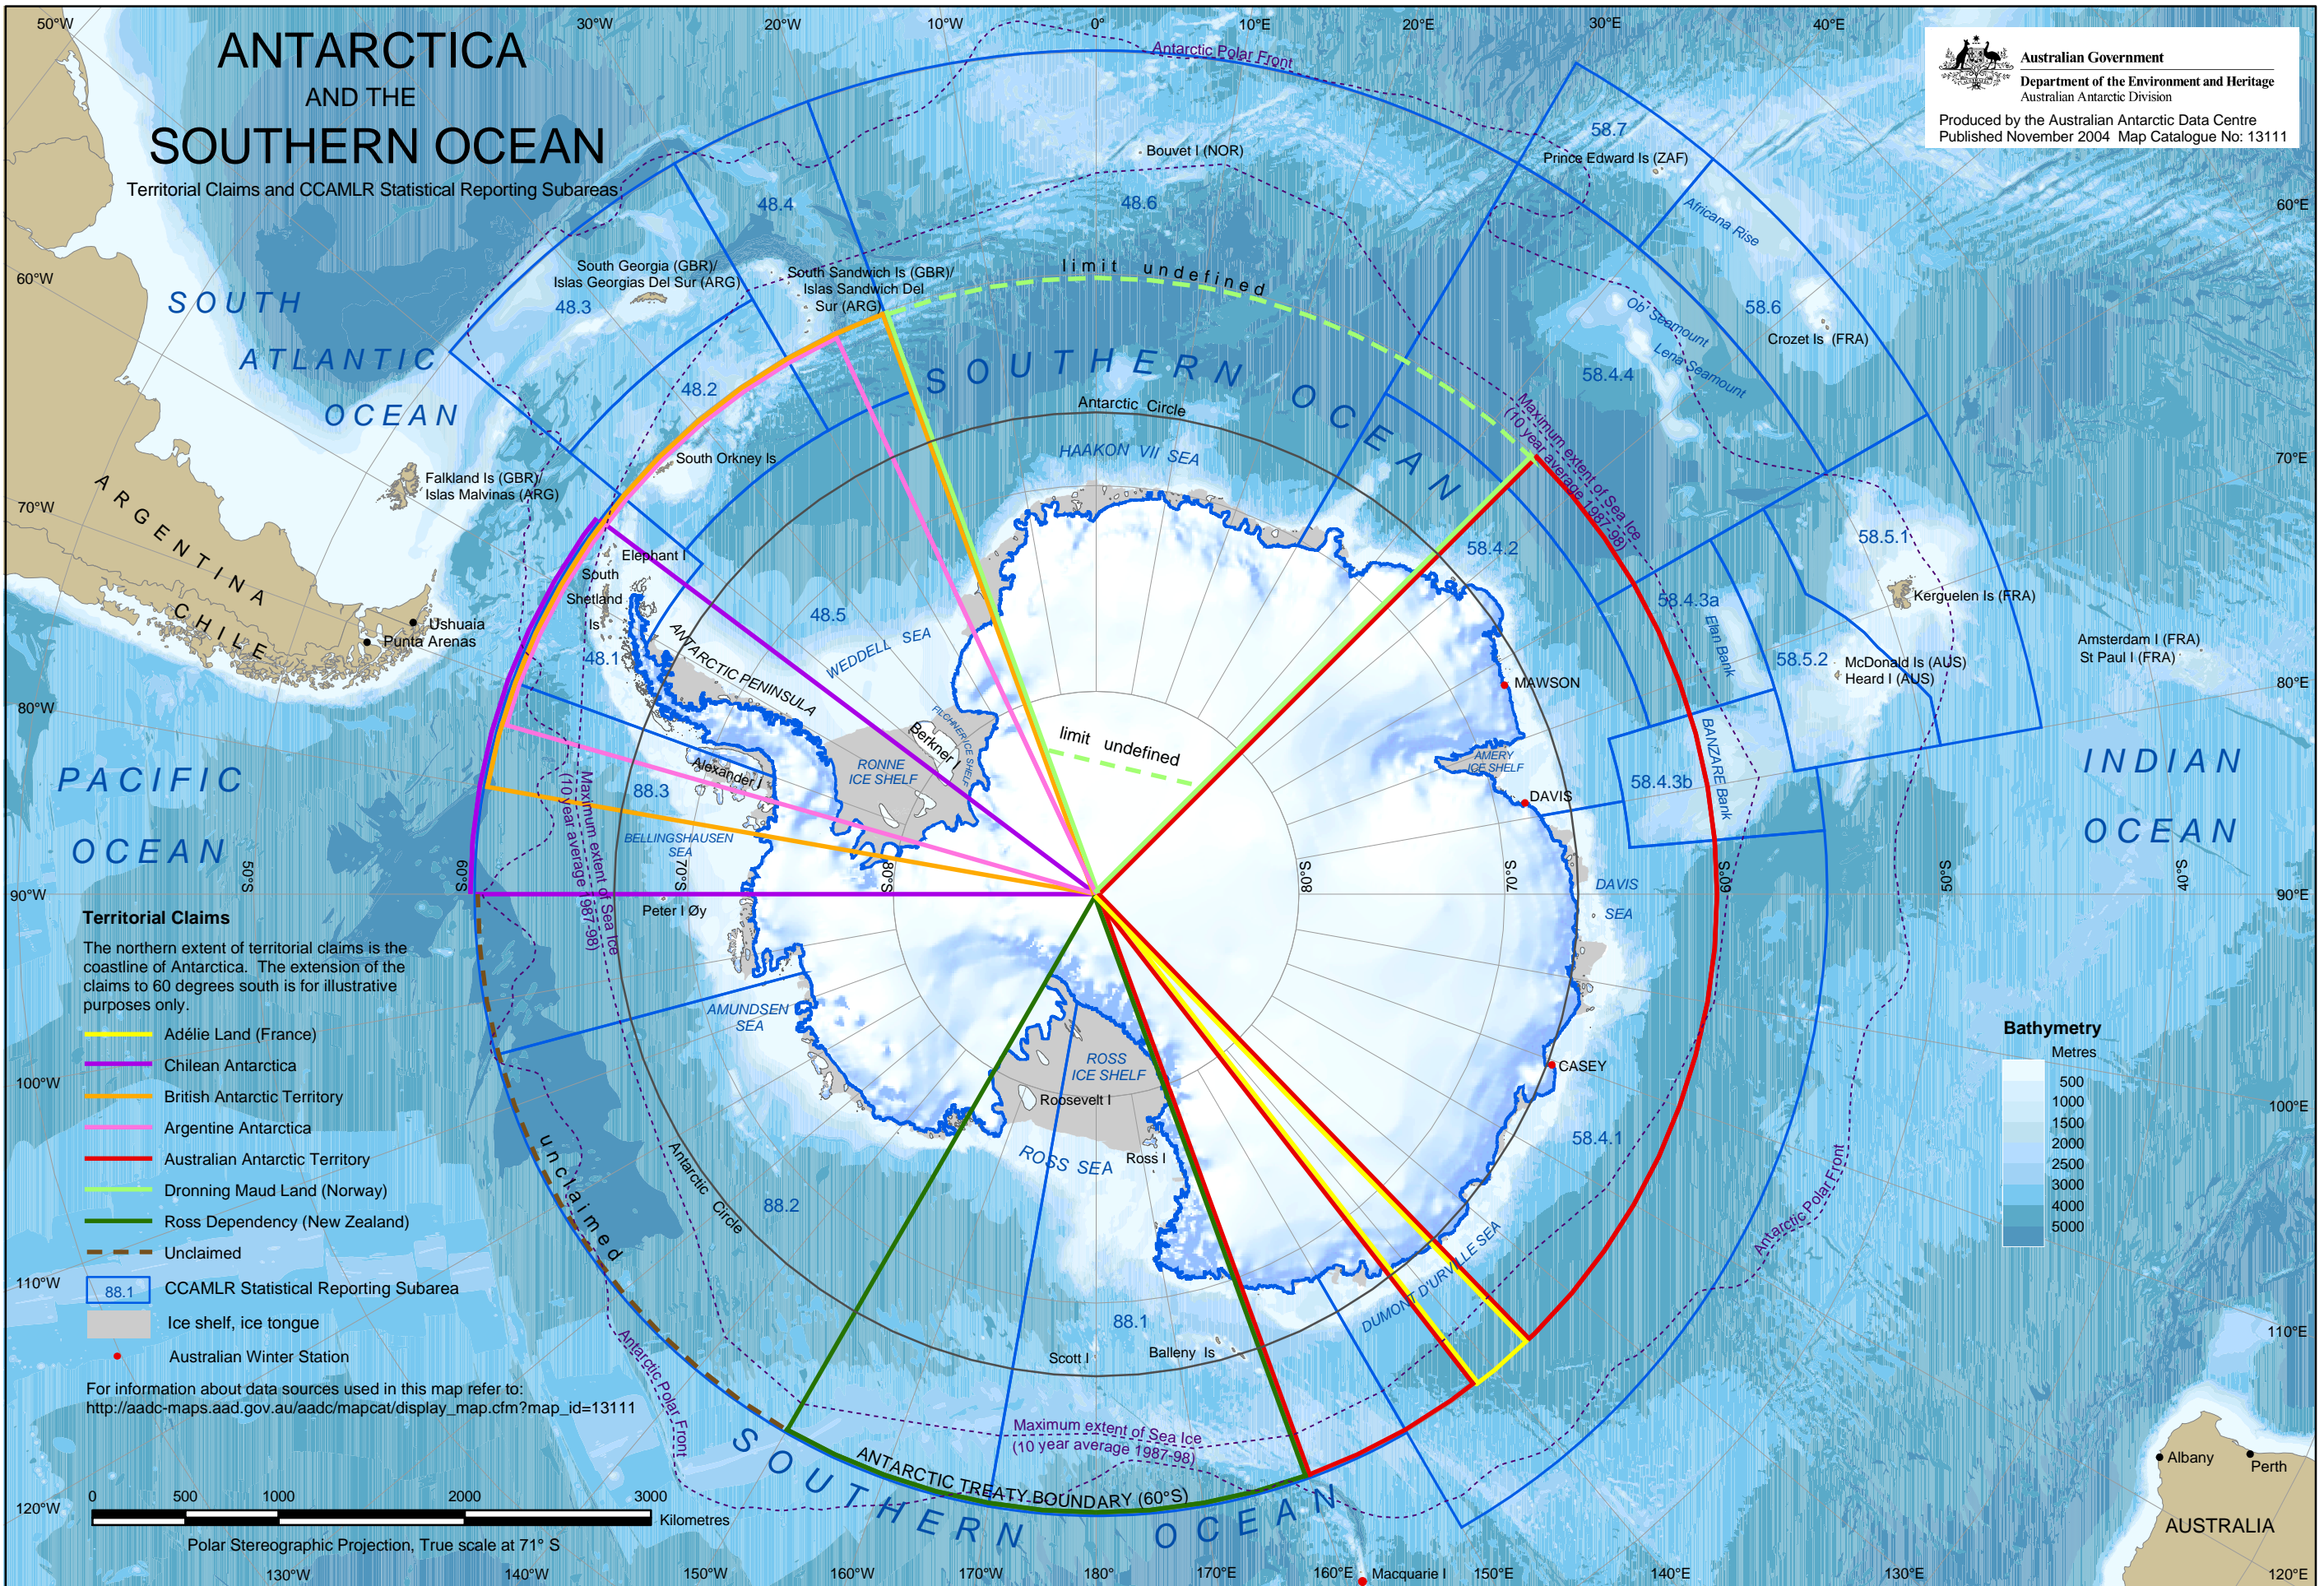 50°W
30°W
20°W
10°W
0°
10°E
20°E
30°E
40°E
ANTARCTICA
AND THE
SOUTHERN OCEAN
Territorial Claims and CCAMLR Statistical Reporting Subareas
Australian Government
Department of the Environment and Heritage
Australian Antarctic Division
Produced by the Australian Antarctic Data Centre
Published November 2004 Map Catalogue No: 13111
Antarctic Polar Front
58.7
Prince Edward Is (ZAF)
Bouvet I (NOR)
48.4
48.6
Africana Rise
60°E
60°W
SOUTH
ATLANTIC
OCEAN
South Georgia (GBR)/
Islas Georgias Del Sur (ARG)
48.3
South Sandwich Is (GBR)/
Islas Sandwich Del
Sur (ARG)
limit undefined
Ob' Seamount
Lena Seamount
58.6
Crozet Is (FRA)
58.4.4
48.2
SOUTHERN OCEAN
Antarctic Circle
HAAKON VII SEA
Maximum extent of Sea Ice
(10 year average 1987-98)
70°E
South Orkney Is
Falkland Is (GBR)/
Islas Malvinas (ARG)
70°W
ARGENTINA
CHILE
Elephant I
South
Shetland
Is
58.4.2
58.5.1
Kerguelen Is (FRA)
58.4.3a
Elan Bank
Ushuaia
Punta Arenas
48.5
48.1
WEDDELL SEA
ANTARCTIC PENINSULA
Amsterdam I (FRA)
St Paul I (FRA)
58.5.2
McDonald Is (AUS)
Heard I (AUS)
MAWSON
80°E
80°W
FILCHNER ICE SHELF
Berkner I
limit undefined
BANZARE Bank
PACIFIC
OCEAN
INDIAN
OCEAN
RONNE
ICE SHELF
Alexander I
AMERY
ICE SHELF
58.4.3b
88.3
DAVIS
Maximum extent of Sea Ice
(10 year average 1987-98)
BELLINGSHAUSEN
SEA
90°W
50°S
60°S
70°S
80°S
80°S
70°S
60°S
50°S
40°S
90°E
Peter I Øy
DAVIS
SEA
Territorial Claims
The northern extent of territorial claims is the
coastline of Antarctica. The extension of the
claims to 60 degrees south is for illustrative
purposes only.
Adélie Land (France)
Chilean Antarctica
British Antarctic Territory
Argentine Antarctica
Australian Antarctic Territory
Dronning Maud Land (Norway)
Ross Dependency (New Zealand)
Unclaimed
88.1
CCAMLR Statistical Reporting Subarea
Ice shelf, ice tongue
Australian Winter Station
For information about data sources used in this map refer to:
http://aadc-maps.aad.gov.au/aadc/mapcat/display_map.cfm?map_id=13111
AMUNDSEN
SEA
ROSS
ICE SHELF
Roosevelt I
CASEY
Bathymetry
Metres
500
1000
1500
2000
2500
3000
4000
5000
100°W
100°E
unclaimed
Antarctic Circle
ROSS SEA
Ross I
58.4.1
88.2
Antarctic Polar Front
DUMONT D'URVILLE SEA
110°W
110°E
88.1
Scott I
Balleny Is
Antarctic Polar Front
Maximum extent of Sea Ice
(10 year average 1987-98)
ANTARCTIC TREATY BOUNDARY (60°S)
SOUTHERN OCEAN
Albany
Perth
AUSTRALIA
0
500
1000
2000
3000
Kilometres
120°W
Polar Stereographic Projection, True scale at 71° S
130°W
140°W
150°W
160°W
170°W
180°
170°E
160°E
Macquarie I
150°E
140°E
130°E
120°E